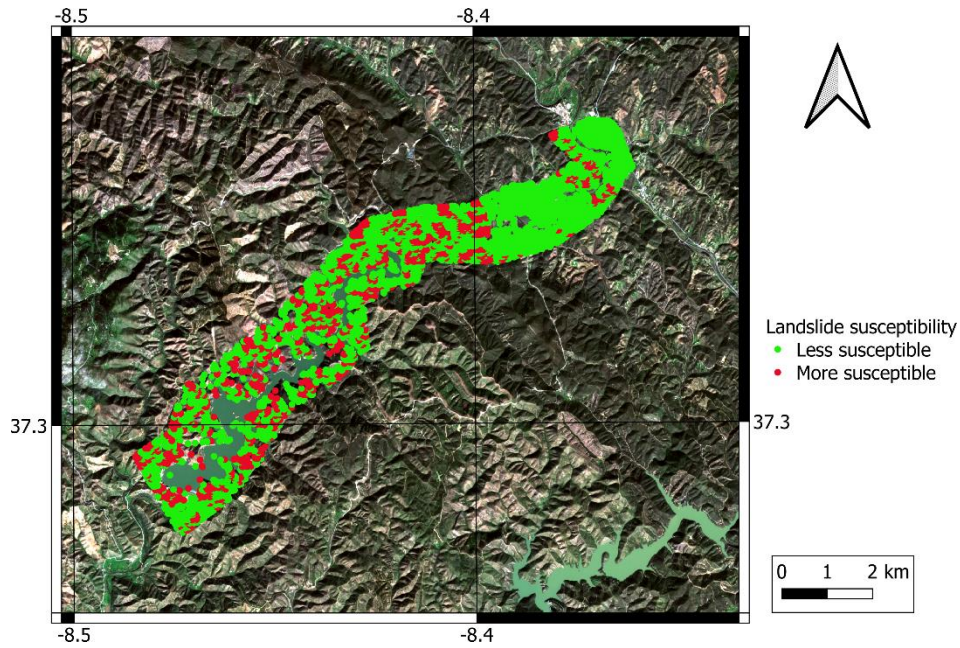 -8.5 -8.4
Landslide susceptibility
Less susceptible
More susceptible
37.3 37.3
0 1 2 km
-8.5 -8.4